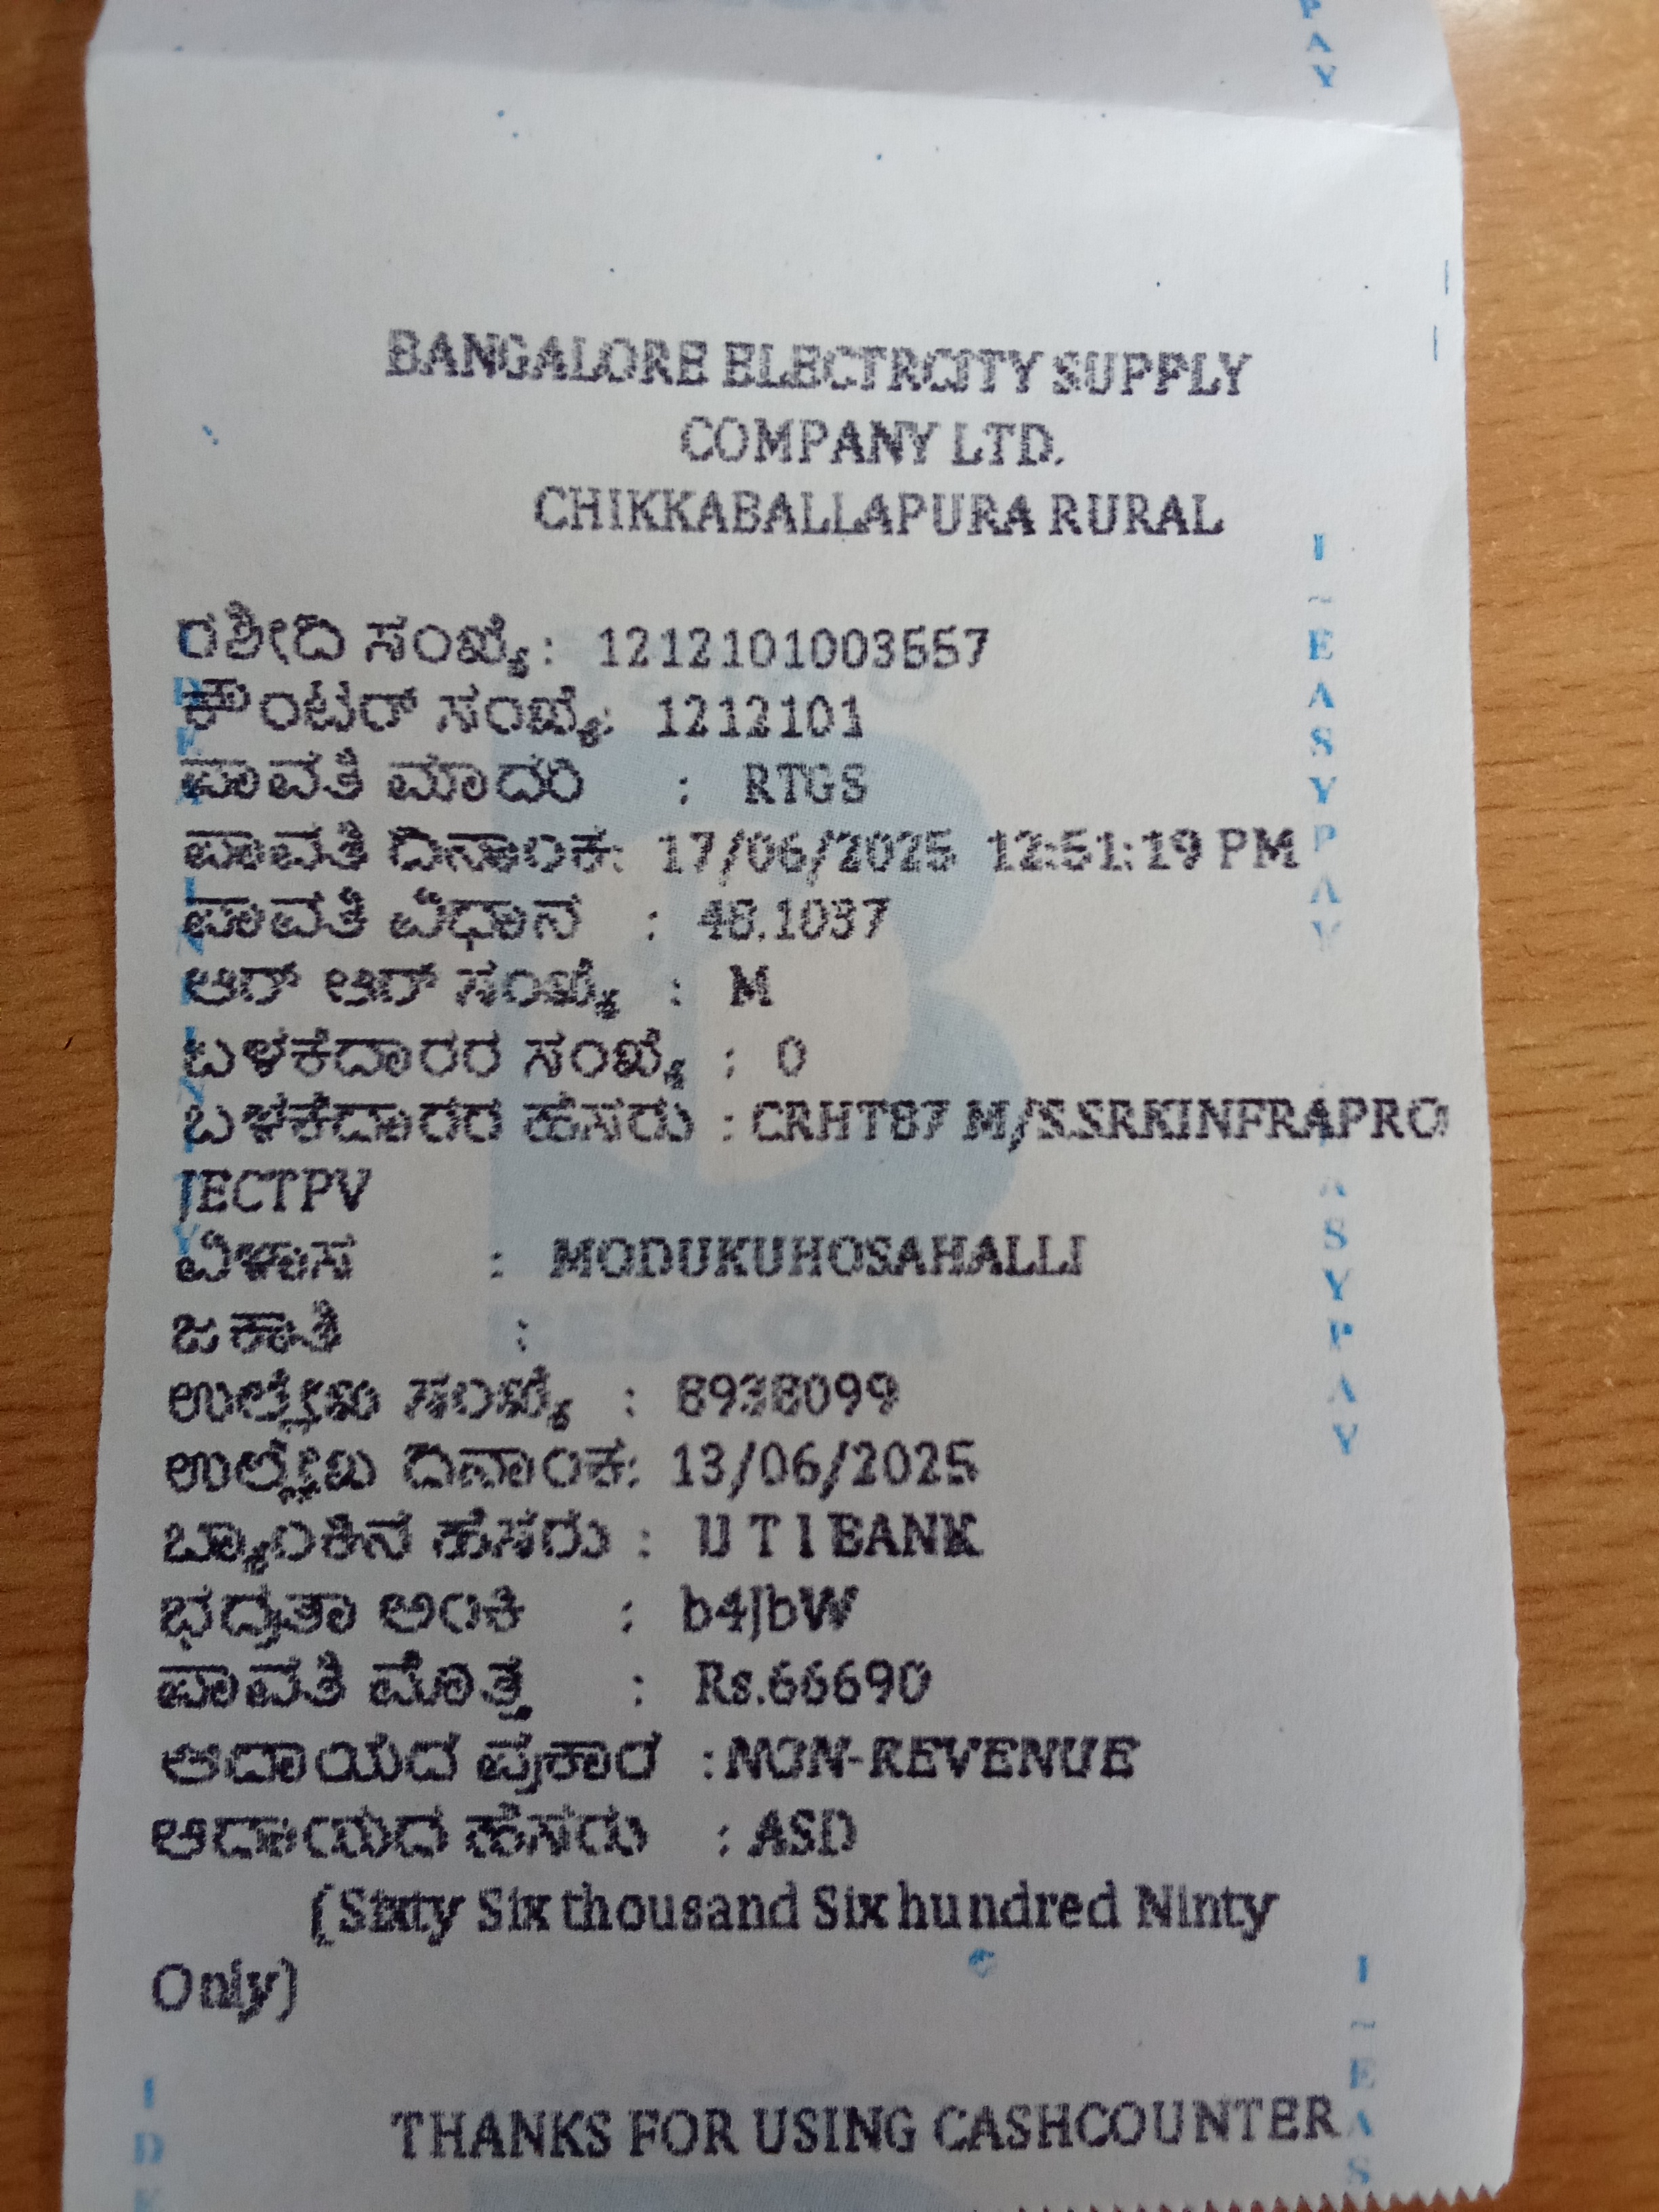 BANGALORE ELECTRCITY SUPPLY
COMPANY LTD.
CHIKKABALLAPURA RURAL
ರಶೀದಿ ಸಂಖ್ಯೆ: 1212101003557
ಕೌಂಟರ್ ಸಂಖ್ಯೆ: 1212101
ಪಾವತಿ ಮಾದರಿ : RTGS
ಪಾವತಿ ದಿನಾಂಕ: 17/06/2025 12:51:19 PM
ಪಾವತಿ ವಿಧಾನ : 48.1037
ಆರ್ ಆರ್ ಸಂಖ್ಯೆ : M
ಬಳಕೆದಾರರ ಸಂಖ್ಯೆ : 0
ಬಳಕೆದಾರರ ಹೆಸರು : CRHT87 M/S.SRKINFRAPRO
JECTPV
ವಿಳಾಸ : MODUKUHOSAHALLI
ಜಕಾತಿ :
ಉಲ್ಲೇಖ ಸಂಖ್ಯೆ : 8938099
ಉಲ್ಲೇಖ ದಿನಾಂಕ: 13/06/2025
ಬ್ಯಾಂಕಿನ ಹೆಸರು : U T I BANK
ಭದ್ರತಾ ಅಂಕಿ : b4JbW
ಪಾವತಿ ಮೊತ್ತ : Rs.66690
ಆದಾಯದ ಪ್ರಕಾರ : NON-REVENUE
ಆದಾಯದ ಹೆಸರು : ASD
(Sixty Six thousand Six hundred Ninty
Only)
THANKS FOR USING CASHCOUNTER
PAY
I~EASYPAY
BESCOM